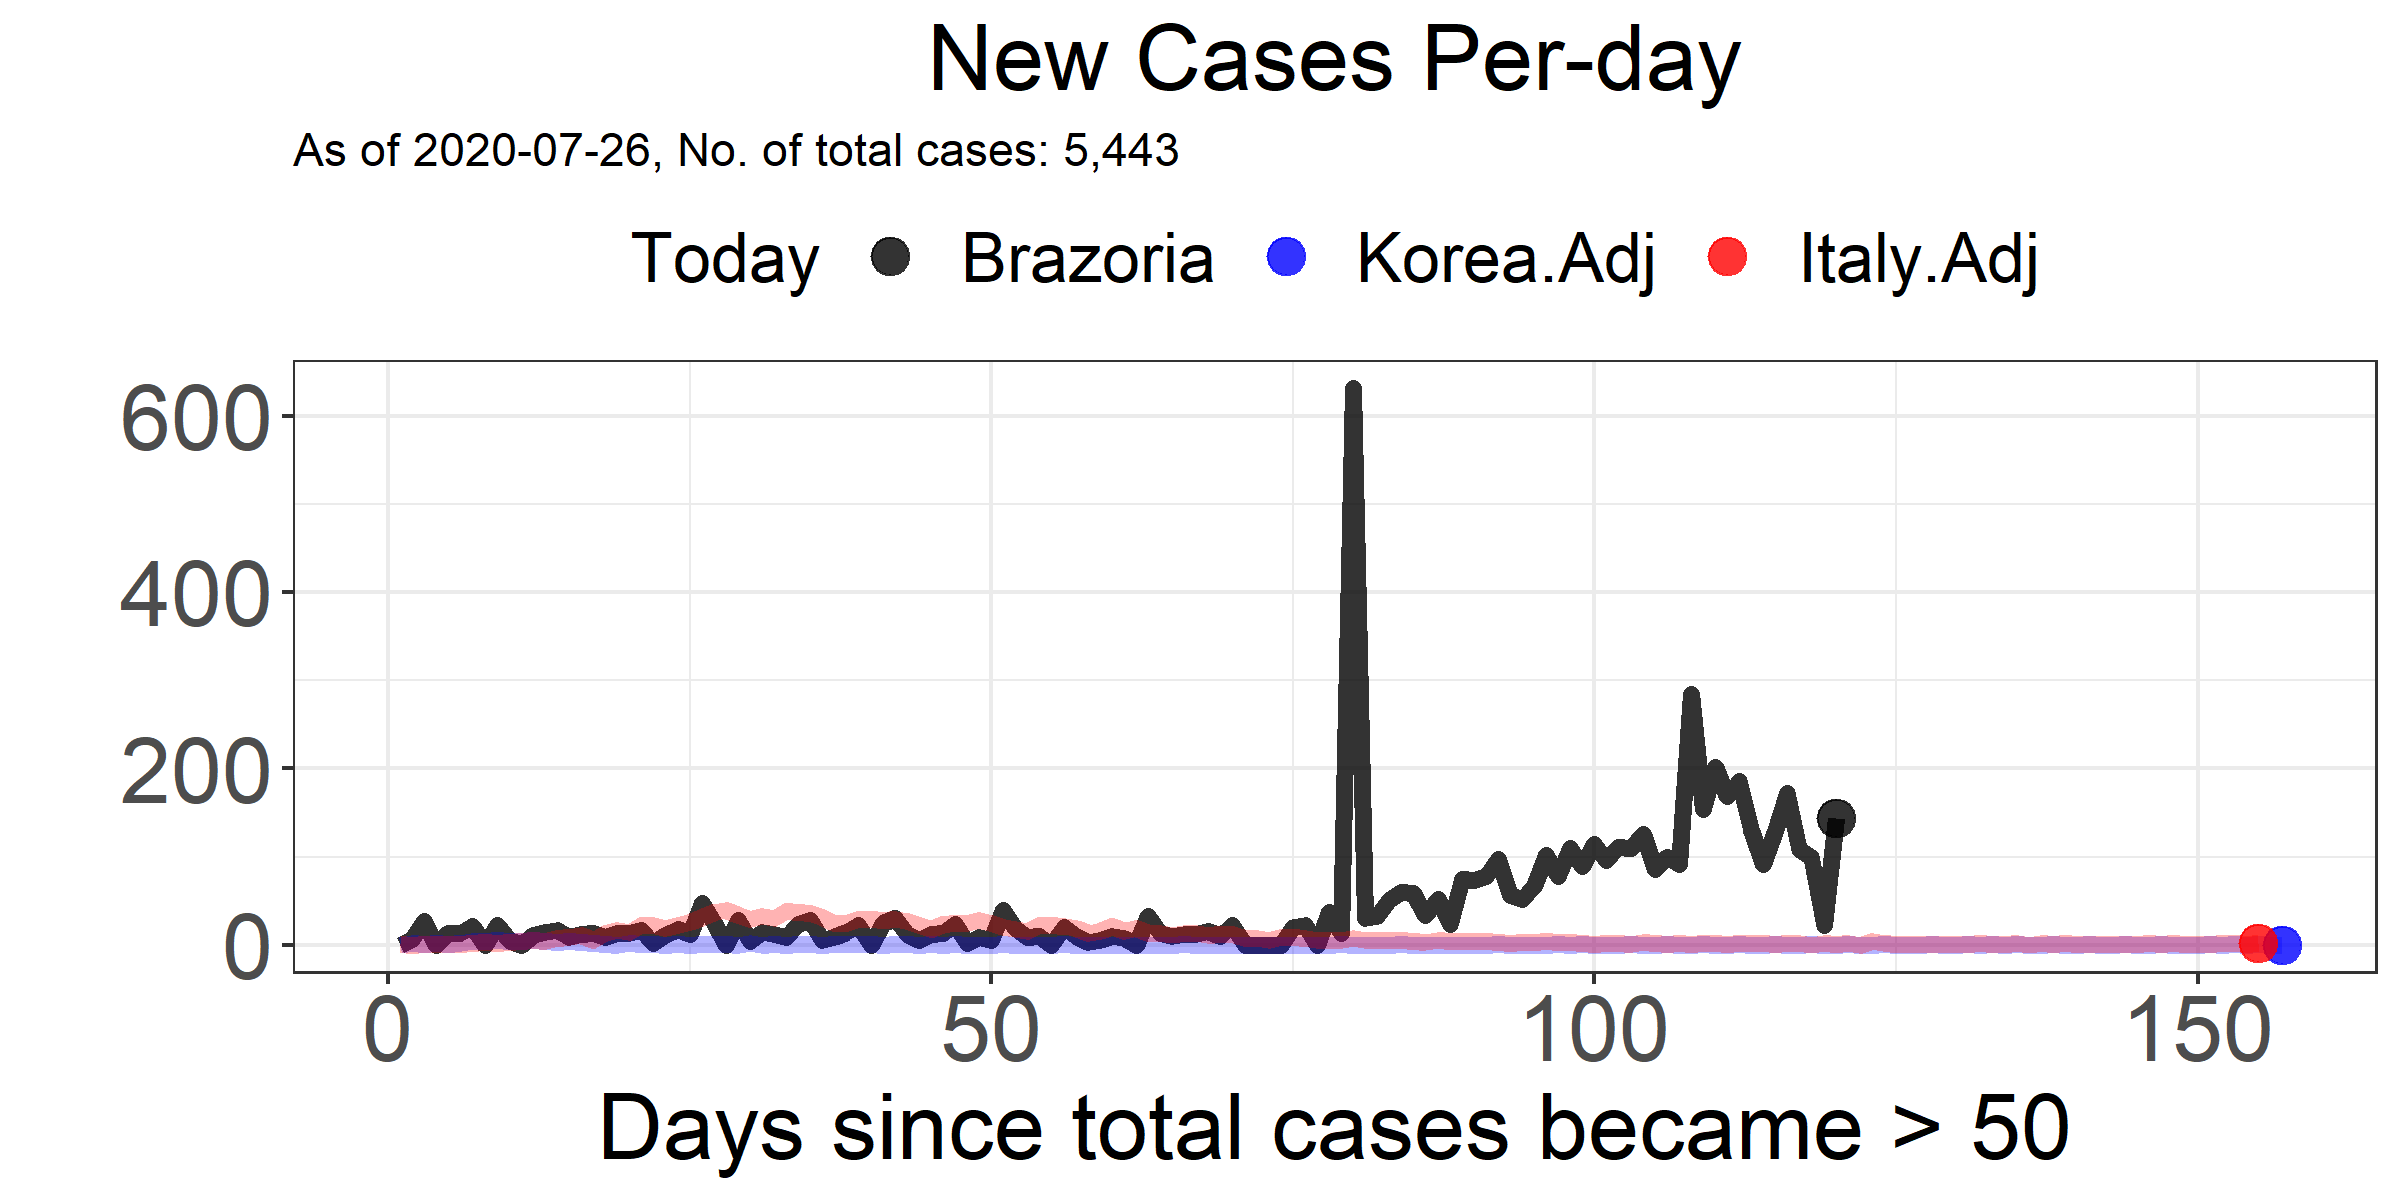 New Cases Per-day
As of 2020-07-26, No. of total cases: 5,443
Today Brazoria Korea.Adj Italy.Adj
600
400
200
0
0 50 100 150
Days since total cases became > 50